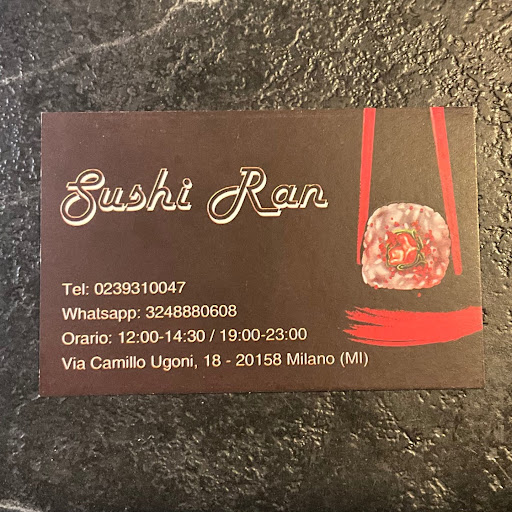 Sushi Ran
Tel: 0239310047
Whatsapp: 3248880608
Orario: 12:00-14:30 / 19:00-23:00
Via Camillo Ugoni, 18 - 20158 Milano (MI)